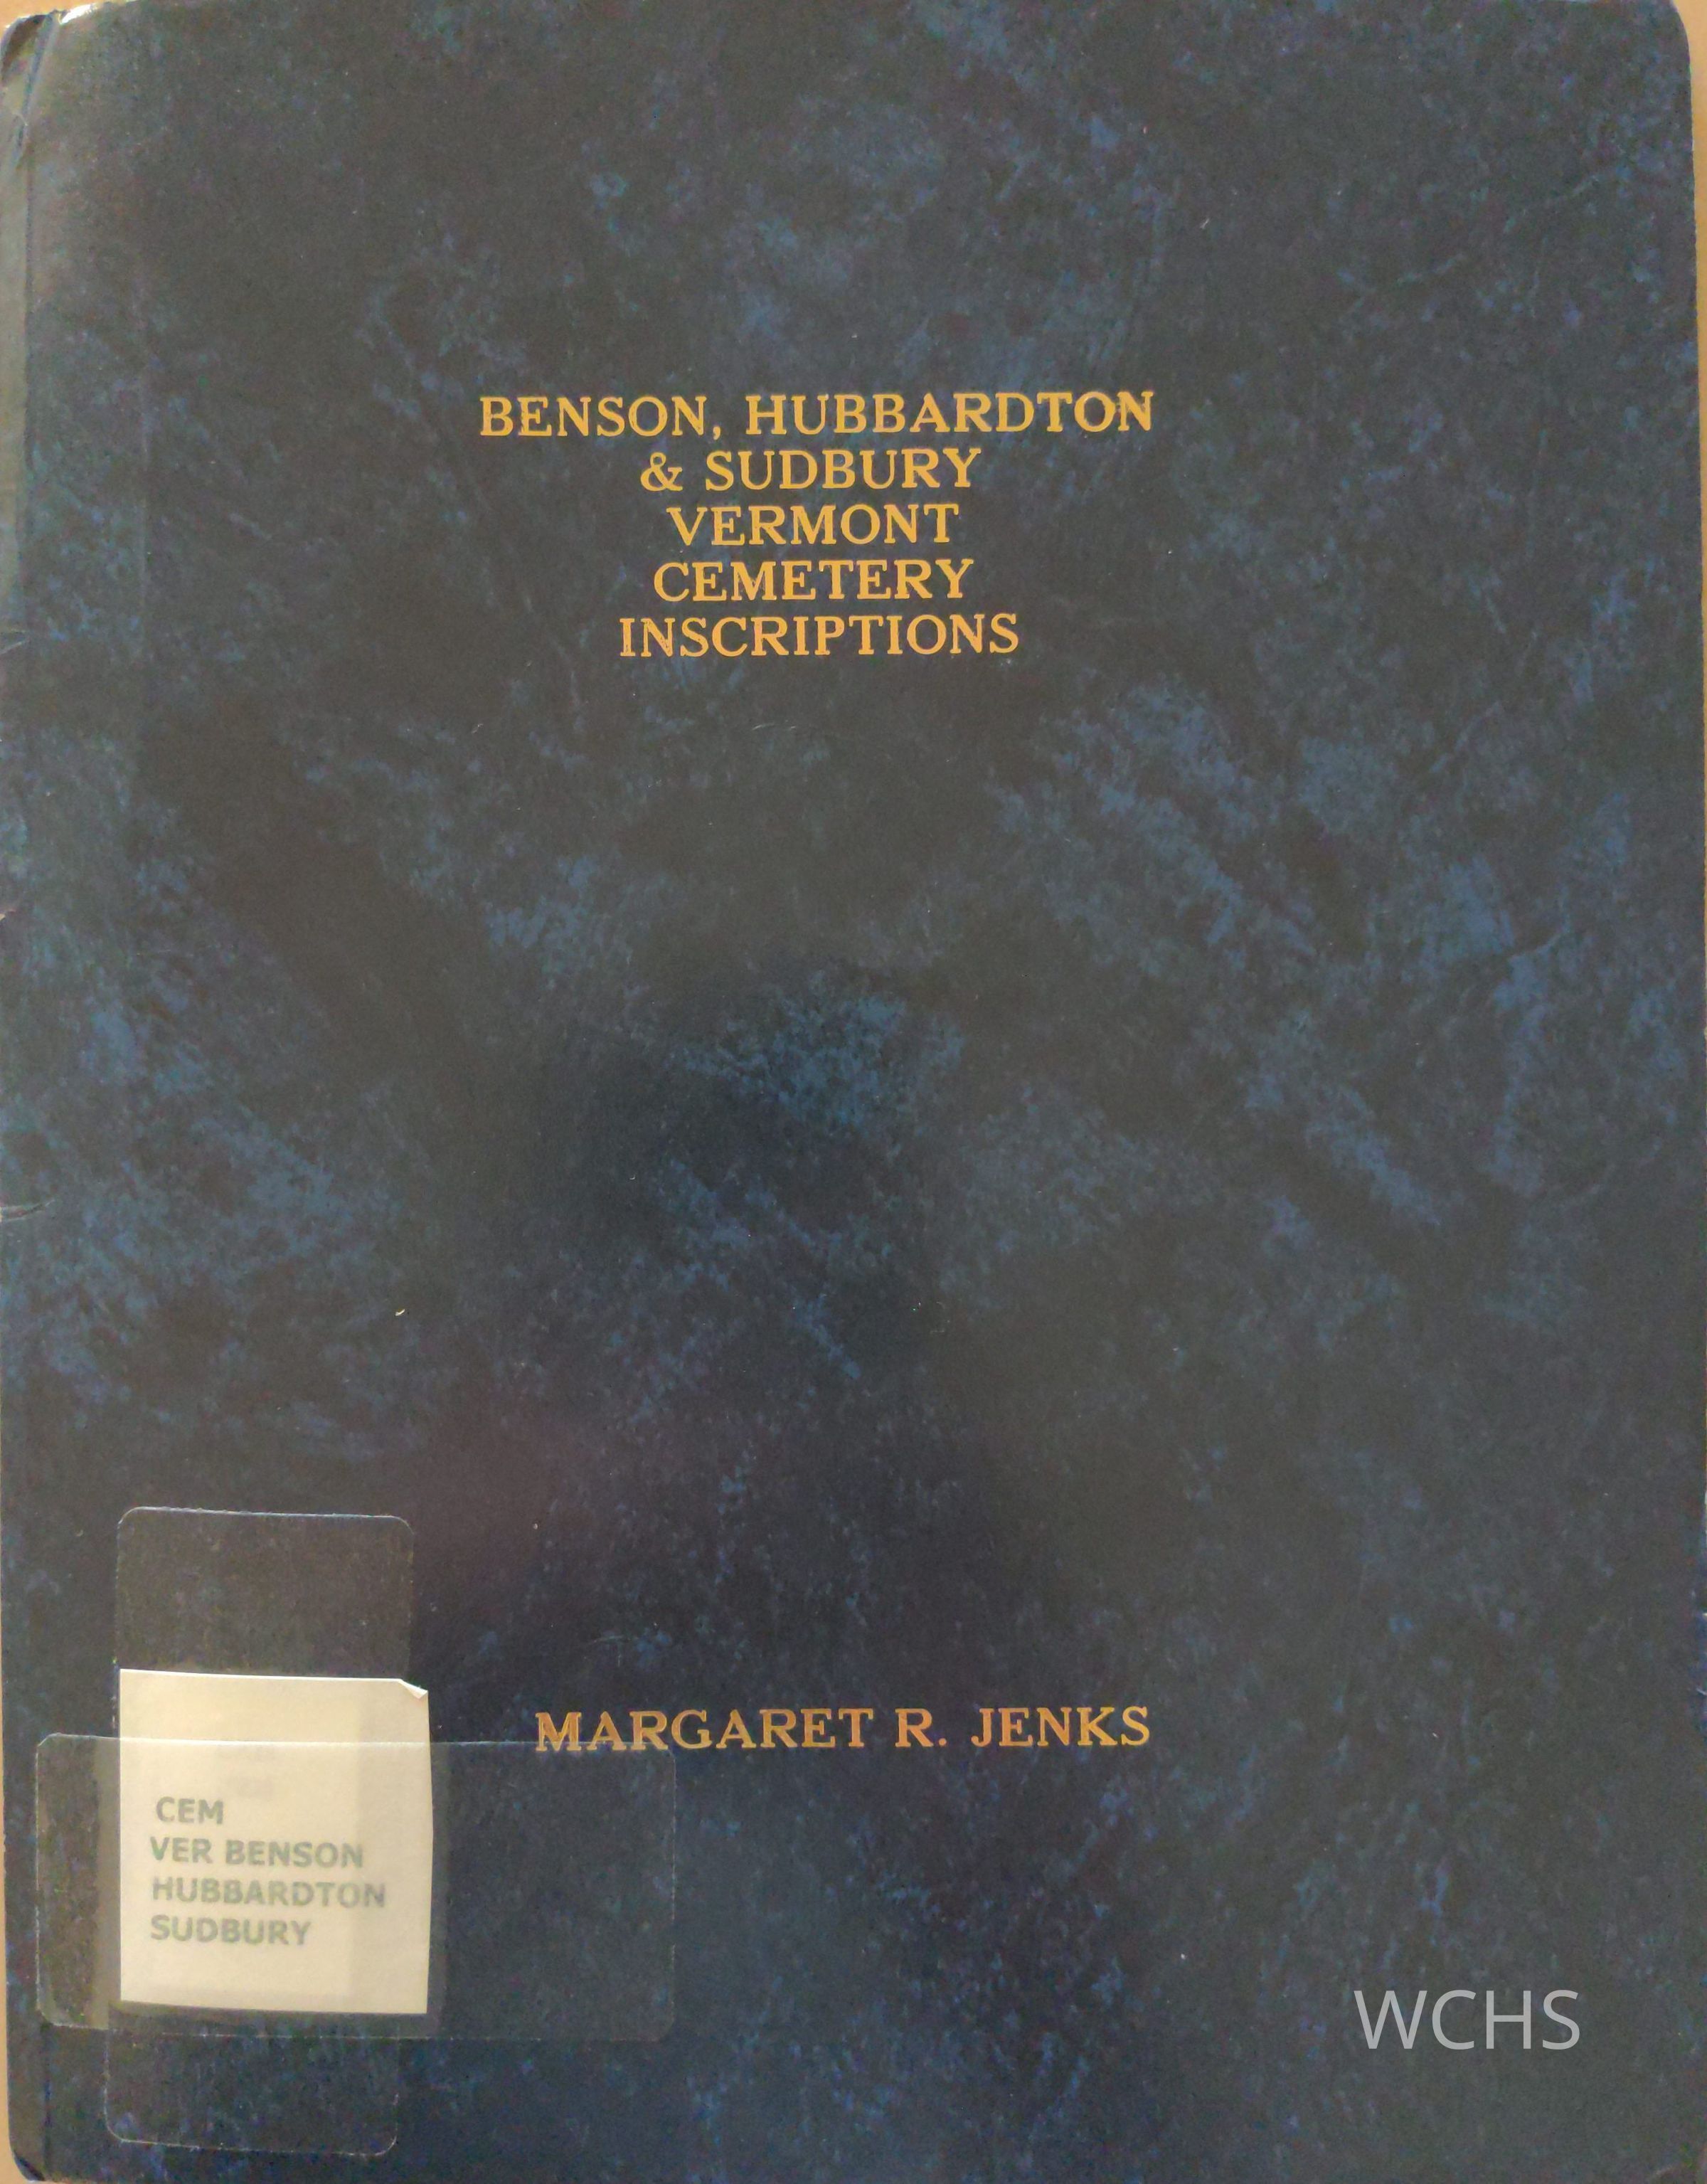 BENSON, HUBBARDTON
& SUDBURY
VERMONT
CEMETERY
INSCRIPTIONS
MARGARET R. JENKS
CEM
VER BENSON
HUBBARDTON
SUDBURY
WCHS